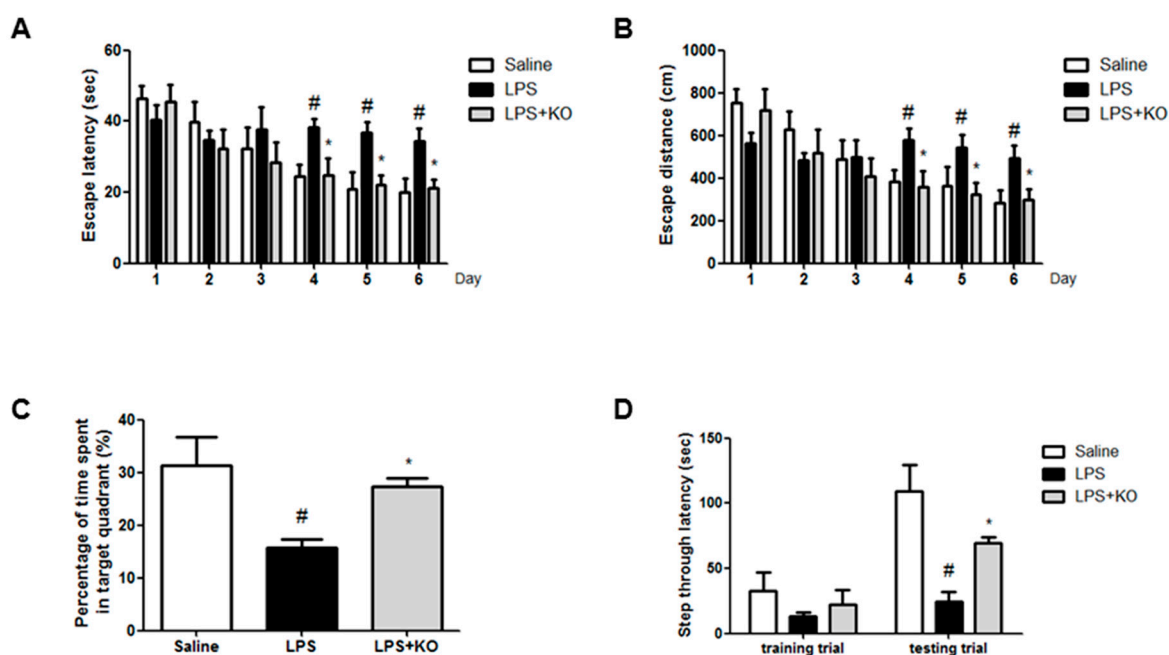 A
Escape latency (sec)
60
40
20
0
# # #
* * *
1 2 3 4 5 6 Day
Saline
LPS
LPS+KO
B
Escape distance (cm)
1000
800
600
400
200
0
# # #
* * *
1 2 3 4 5 6 Day
Saline
LPS
LPS+KO
C
Percentage of time spent
in target quadrant (%)
40
30
20
10
0
#
*
Saline LPS LPS+KO
D
Step through latency (sec)
150
100
50
0
#
*
training trial testing trial
Saline
LPS
LPS+KO